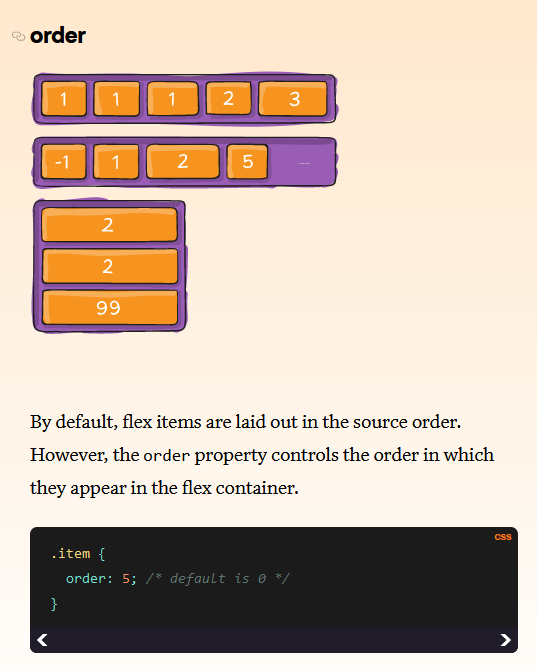 order
1 1 1 2 3
-1 1 2 5
2
2
99
By default, flex items are laid out in the source order.
However, the order property controls the order in which
they appear in the flex container.
CSS
.item {
  order: 5; /* default is 0 */
}